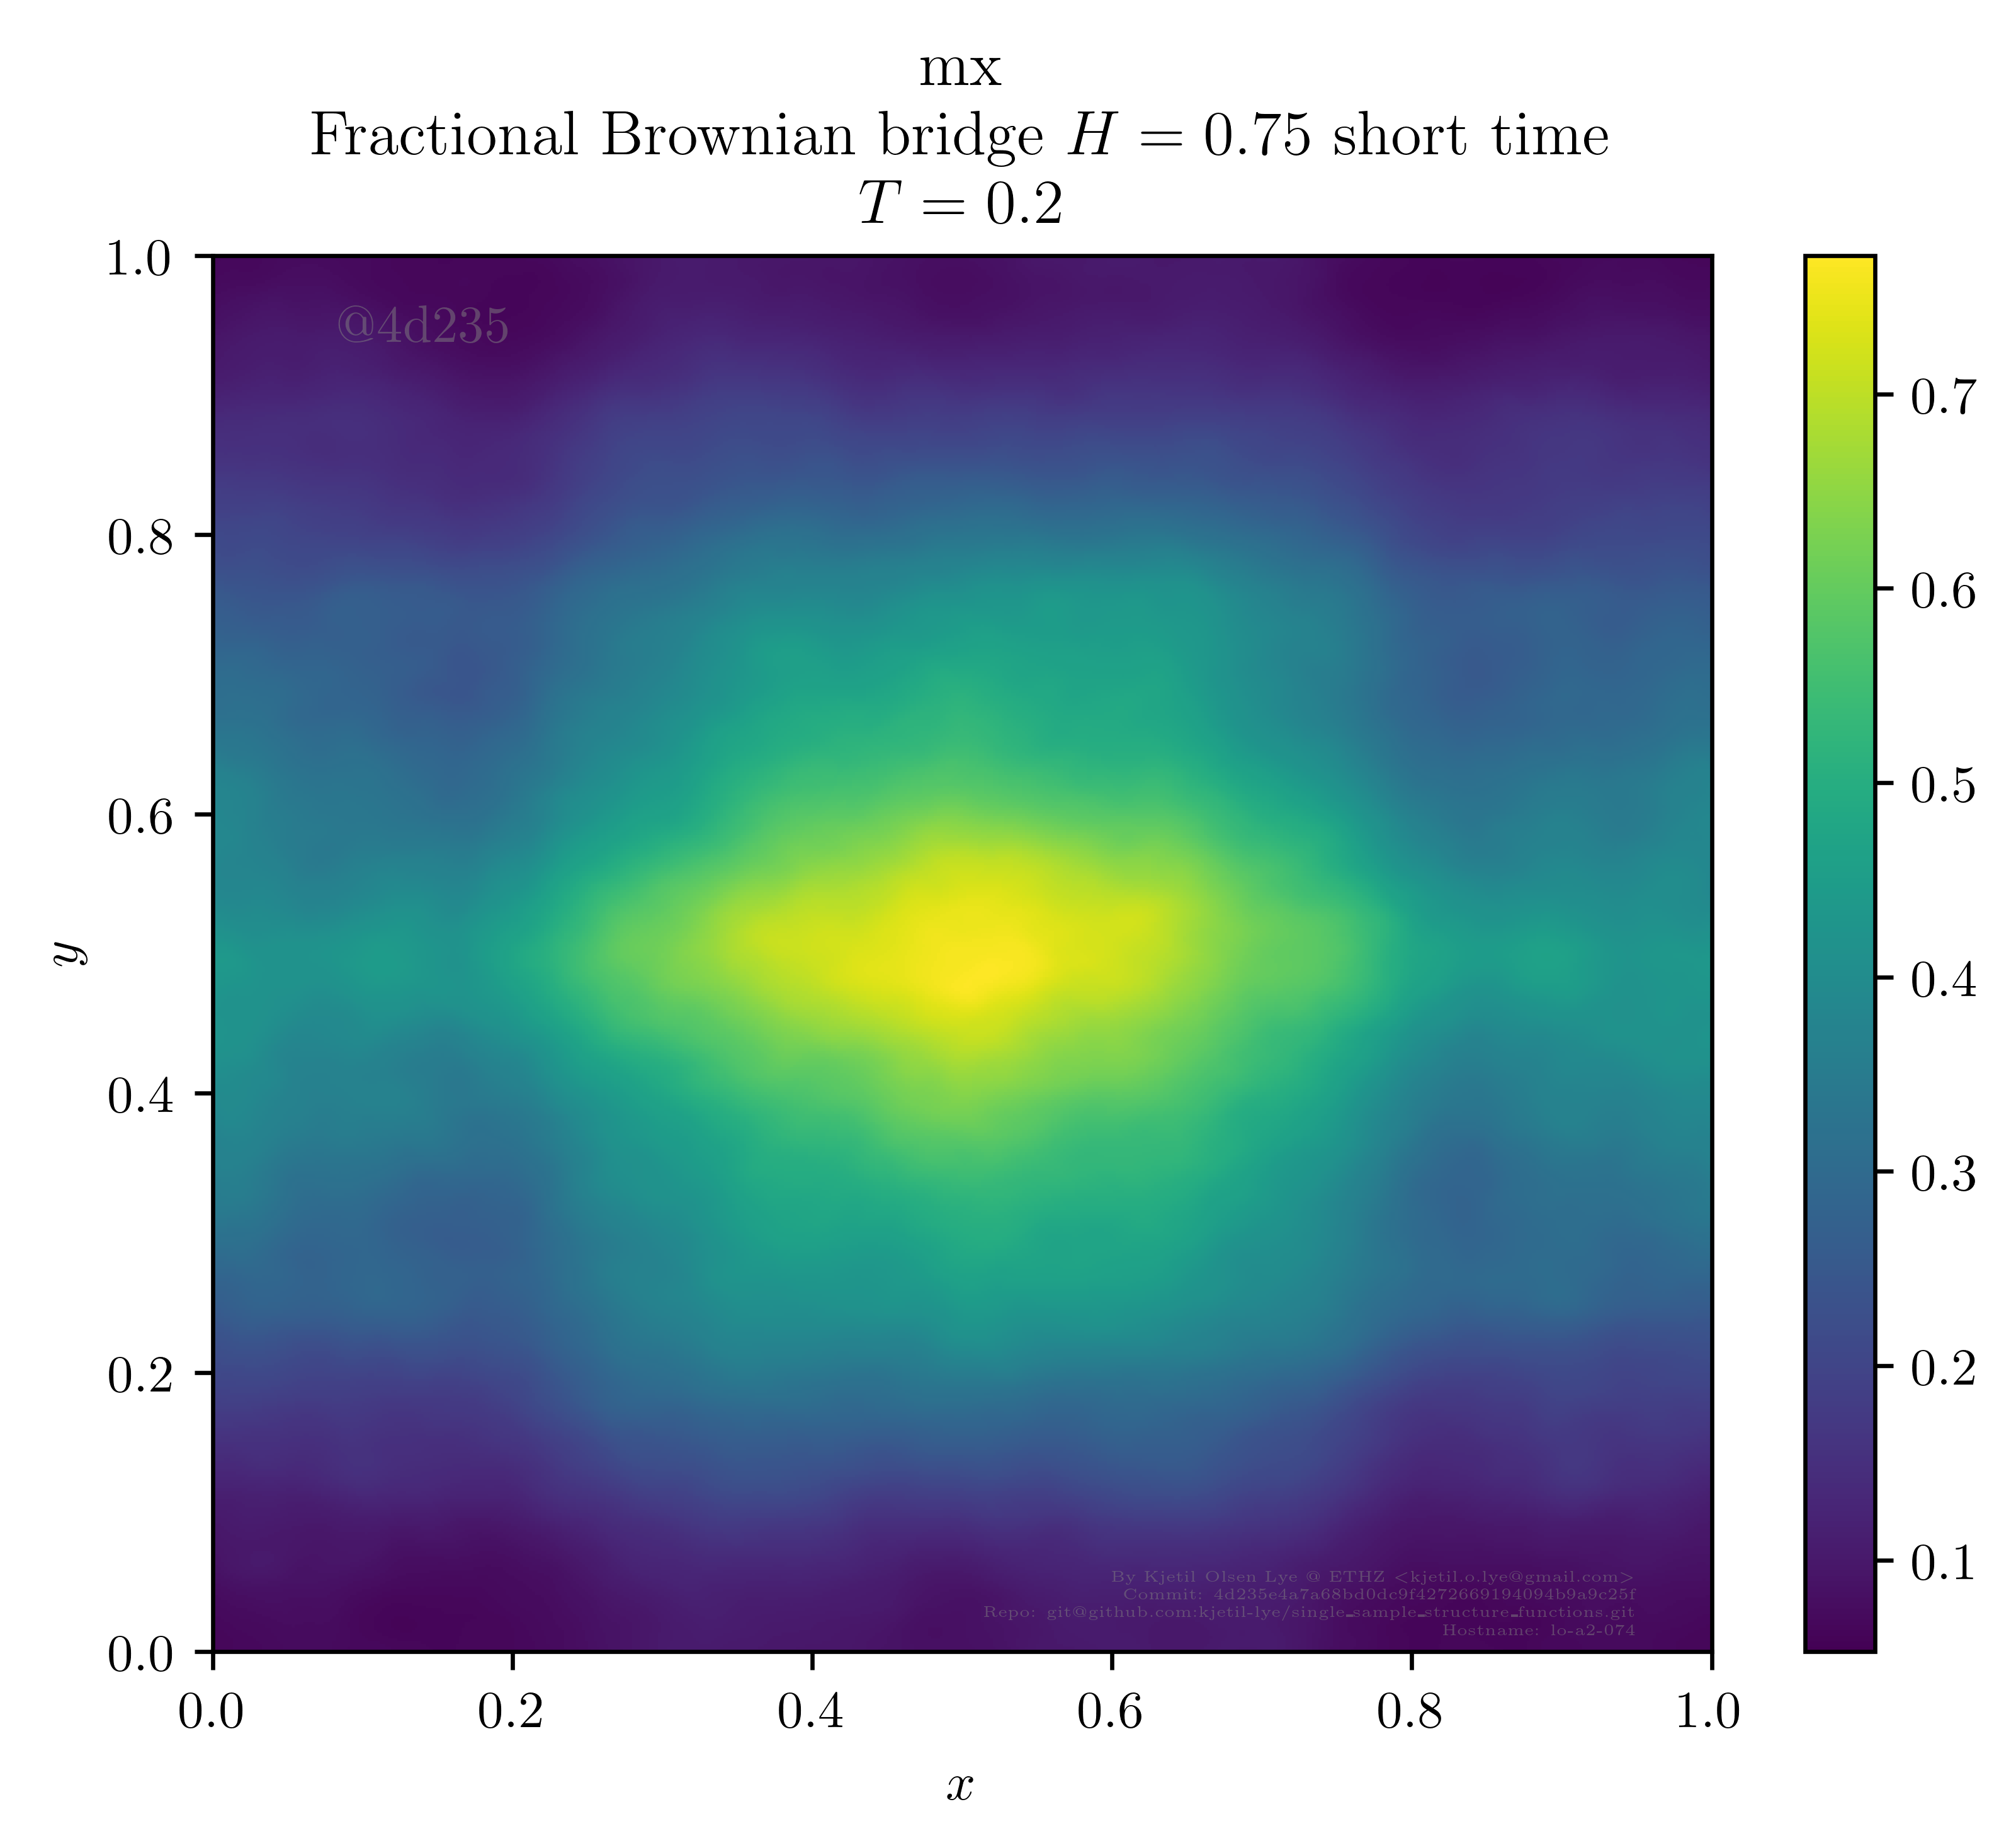 mx
Fractional Brownian bridge H = 0.75 short time
T = 0.2
1.0
@4d235
0.8
0.6
0.4
0.2
0.0
y
0.0 0.2 0.4 0.6 0.8 1.0
x
0.7
0.6
0.5
0.4
0.3
0.2
0.1
By Kjetil Olsen Lye @ ETHZ <kjetil.o.lye@gmail.com>
Commit: 4d235e4a7a68bd0dc9f4272669194094b9a9c25f
Repo: git@github.com:kjetil-lye/single_sample_structure_functions.git
Hostname: lo-a2-074